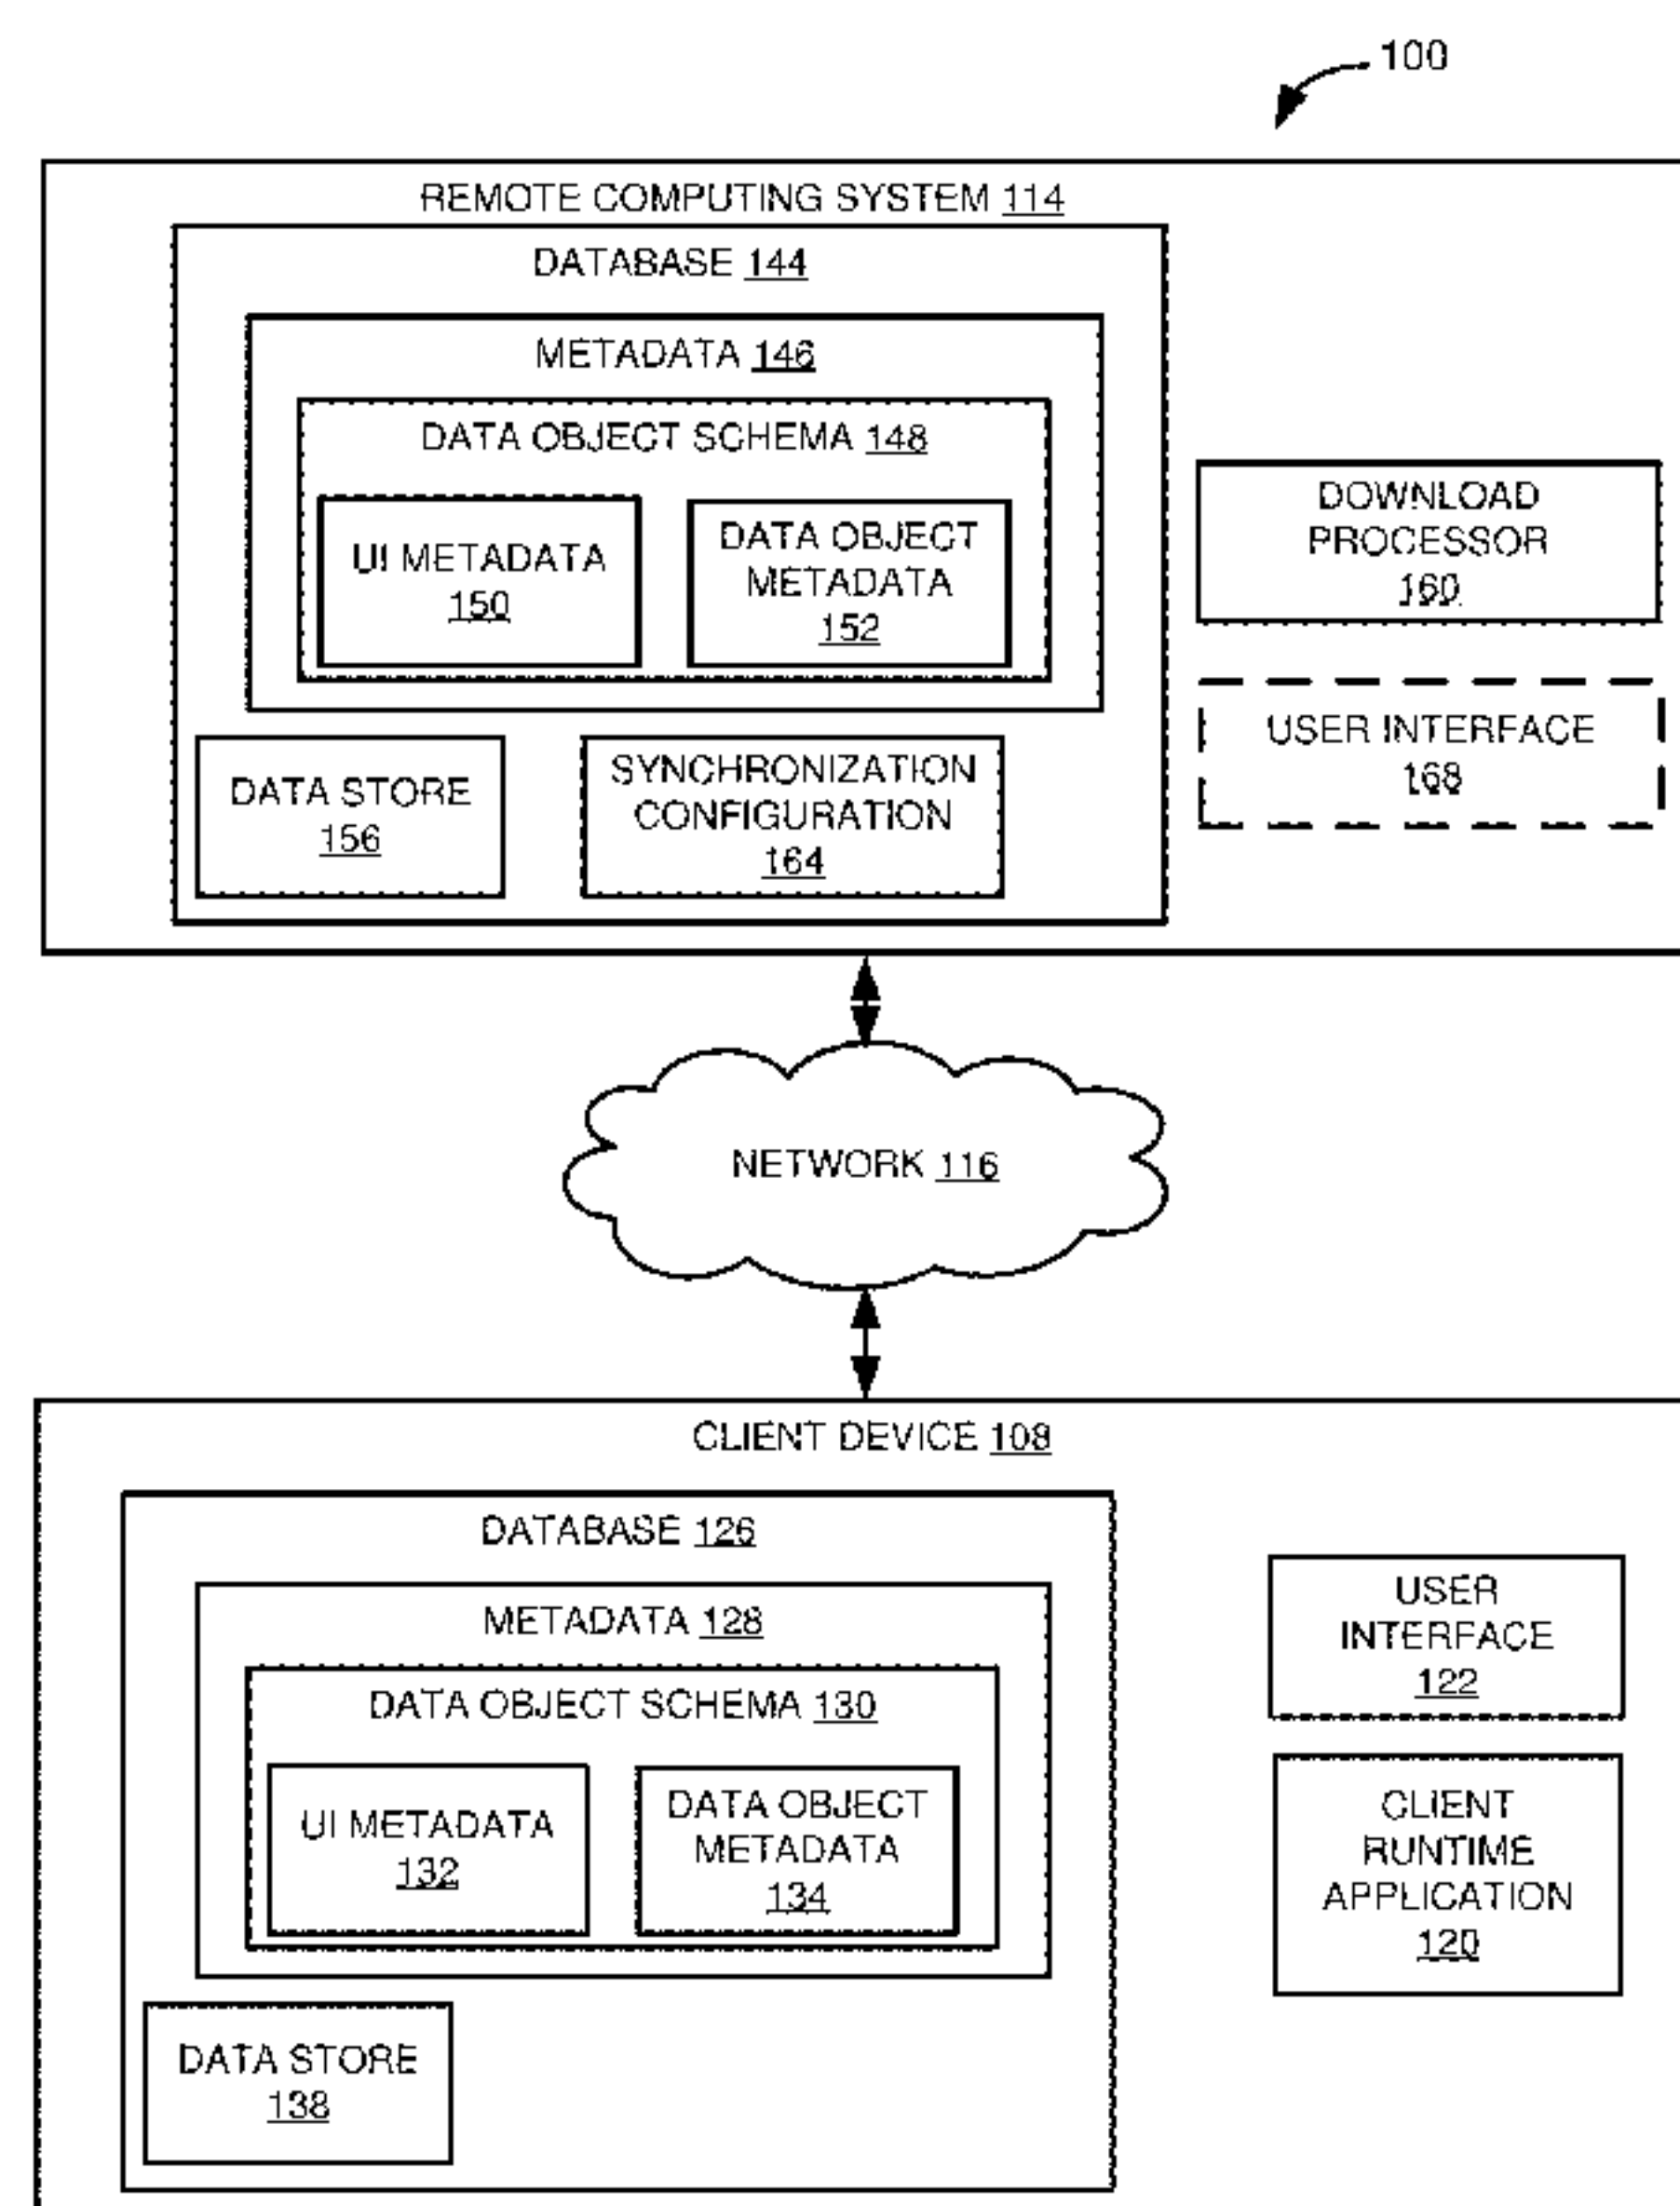 100
REMOTE COMPUTING SYSTEM 114
DATABASE 144
METADATA 146
DATA OBJECT SCHEMA 148
UI METADATA
150
DATA OBJECT
METADATA
152
DATA STORE
156
SYNCHRONIZATION
CONFIGURATION
164
DOWNLOAD
PROCESSOR
160
USER INTERFACE
168
NETWORK 116
CLIENT DEVICE 108
DATABASE 126
METADATA 128
DATA OBJECT SCHEMA 130
UI METADATA
132
DATA OBJECT
METADATA
134
DATA STORE
138
USER
INTERFACE
122
CLIENT
RUNTIME
APPLICATION
120